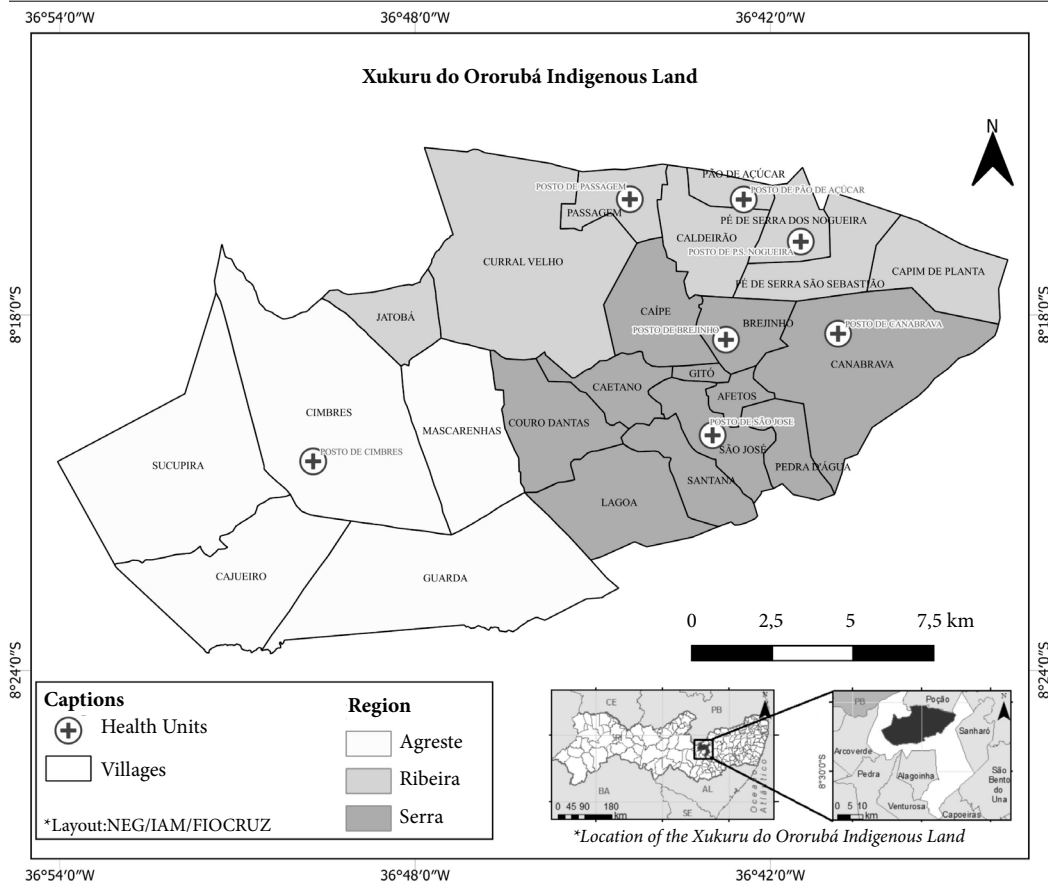 36°54′0″W 36°48′0″W 36°42′0″W
Xukuru do Ororubá Indigenous Land
N
PÃO DE AÇÚCAR
POSTO DE PASSAGEM
POSTO DE PÃO DE AÇÚCAR
PASSAGEM
PÉ DE SERRA DOS NOGUEIRA
CALDEIRÃO
POSTO DE P.S. NOGUEIRA
CURRAL VELHO
CAPIM DE PLANTA
PÉ DE SERRA SÃO SEBASTIÃO
8°18′0″S 8°18′0″S
JATOBÁ
CAÍPE
BREJINHO
POSTO DE BREJINHO
POSTO DE CANABRAVA
CANABRAVA
GITÓ
CAETANO
AFETOS
CIMBRES
MASCARENHAS
COURO DANTAS
POSTO DE SÃO JOSÉ
SÃO JOSÉ
POSTO DE CIMBRES
SUCUPIRA
PEDRA D'ÁGUA
SANTANA
LAGOA
CAJUEIRO
GUARDA
0 2,5 5 7,5 km
8°24′0″S 8°24′0″S
Captions
Health Units
Villages
*Layout:NEG/IAM/FIOCRUZ
Region
Agreste
Ribeira
Serra
CE
PB
BA
AL
SE
Oceano Atlântico
0 45 90 180
km
PB
Poção
Sanharó
Arcoverde
Pedra
Alagoinha
São Bento do Una
Venturosa
Capoeiras
8°30'0"S
0 5 10
km
*Location of the Xukuru do Ororubá Indigenous Land
36°54′0″W 36°48′0″W 36°42′0″W